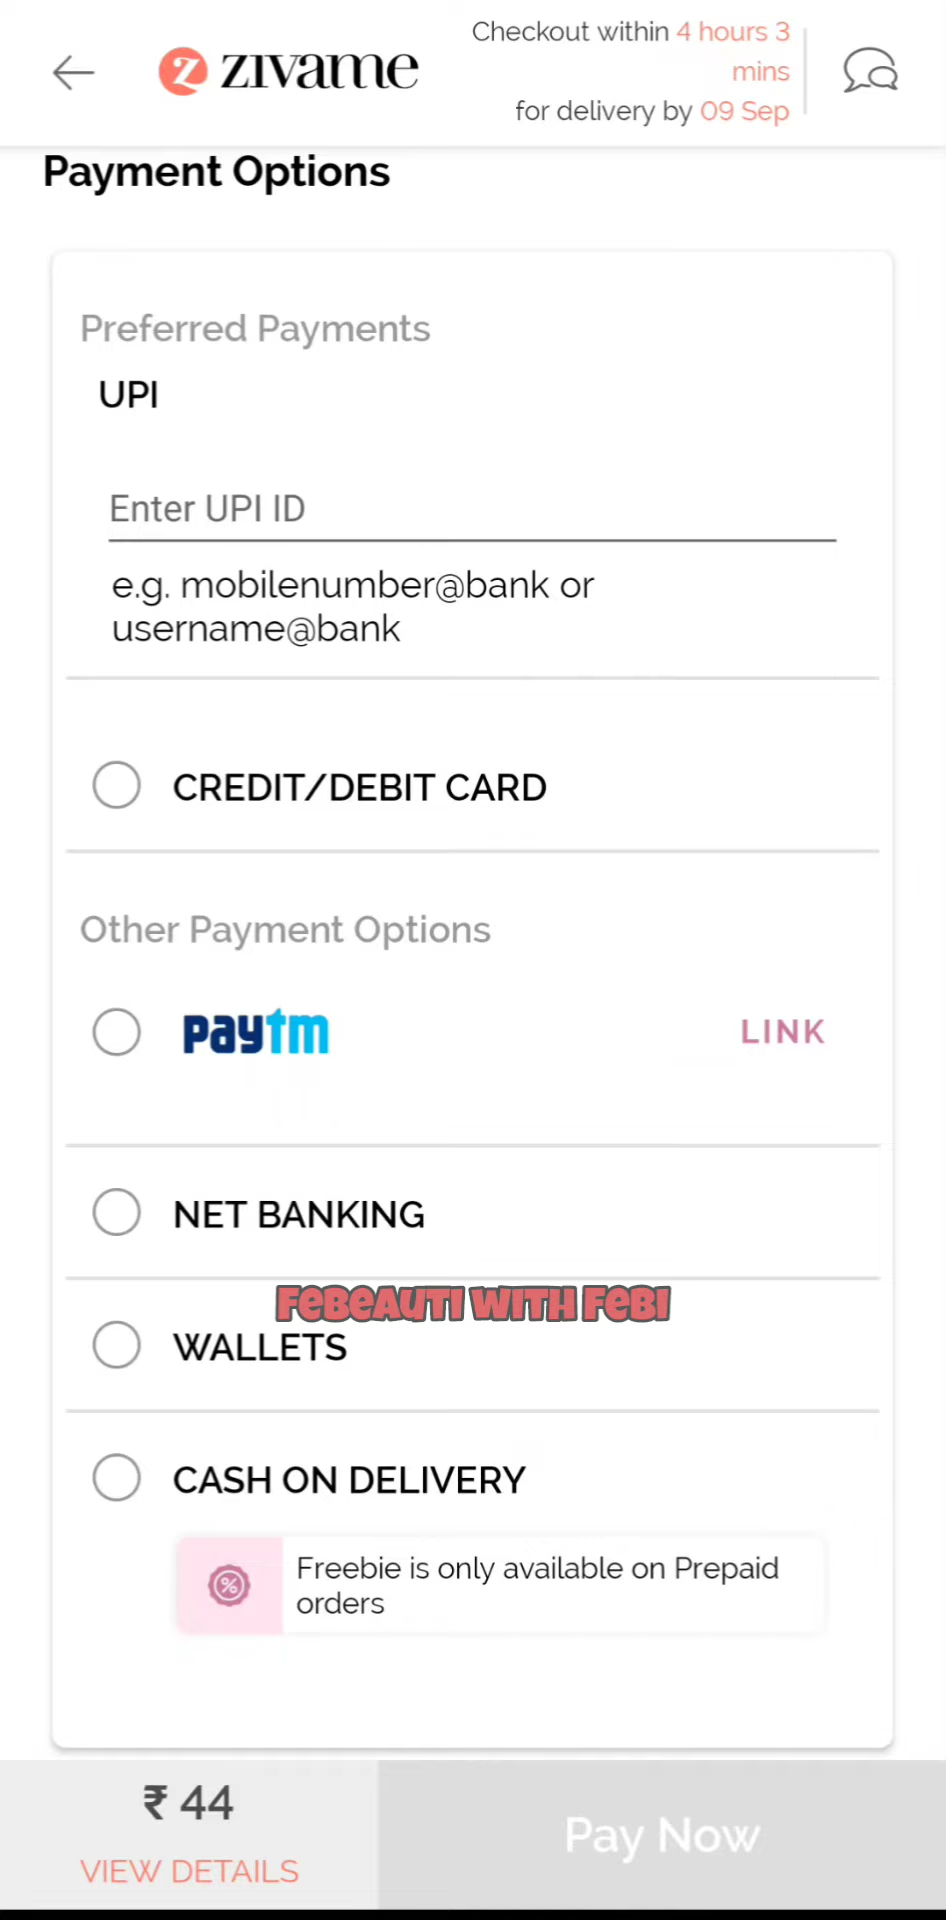 Checkout within 4 hours 3
mins
for delivery by 09 Sep
zivame
Payment Options
Preferred Payments
UPI
Enter UPI ID
e.g. mobilenumber@bank or
username@bank
CREDIT/DEBIT CARD
Other Payment Options
paytm
LINK
NET BANKING
FEBEAUTI WITH FEBI
WALLETS
CASH ON DELIVERY
Freebie is only available on Prepaid
orders
₹ 44
Pay Now
VIEW DETAILS